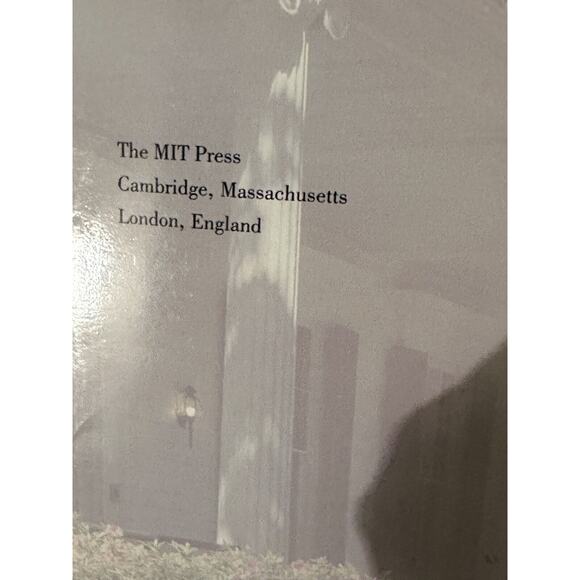 The MIT Press
Cambridge, Massachusetts
London, England